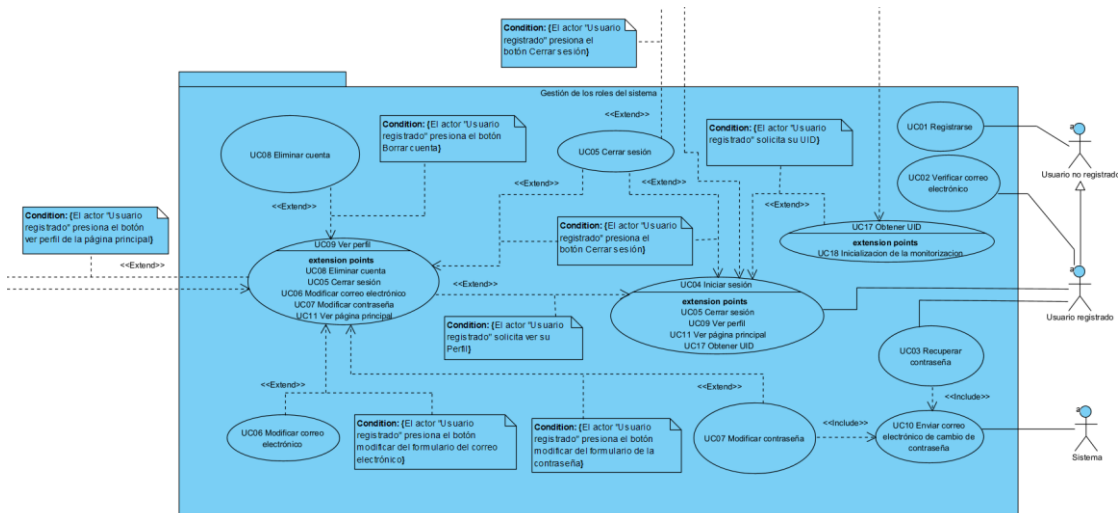 Condition: {El actor "Usuario
registrado" presiona el
botón Cerrar sesión}
Gestión de los roles del sistema
<<Extend>>
UC08 Eliminar cuenta
Condition: {El actor "Usuario
registrado" presiona el botón
Borrar cuenta}
UC05 Cerrar sesión
Condition: {El actor "Usuario
registrado" solicita su UID}
UC01 Registrarse
a
Usuario no registrado
UC02 Verificar correo
electrónico
<<Extend>>
<<Extend>>
<<Extend>>
<<Extend>>
Condition: {El actor "Usuario
registrado" presiona el botón
ver perfil de la página principal}
<<Extend>>
UC09 Ver perfil
extension points
UC08 Eliminar cuenta
UC05 Cerrar sesión
UC06 Modificar correo electrónico
UC07 Modificar contraseña
UC11 Ver página principal
Condition: {El actor "Usuario
registrado" presiona el
botón Cerrar sesión}
UC17 Obtener UID
extension points
UC18 Inicializacion de la monitorizacion
<<Extend>>
UC04 Iniciar sesión
extension points
UC05 Cerrar sesión
UC09 Ver perfil
UC11 Ver página principal
UC17 Obtener UID
a
Usuario registrado
Condition: {El actor "Usuario
registrado" solicita ver su
Perfil}
UC03 Recuperar
contraseña
<<Extend>>
<<Extend>>
<<Extend>>
<<Include>>
UC06 Modificar correo
electrónico
Condition: {El actor "Usuario
registrado" presiona el botón
modificar del formulario del correo
electrónico}
Condition: {El actor "Usuario
registrado" presiona el botón
modificar del formulario de la
contraseña}
UC07 Modificar contraseña
<<Include>>
UC10 Enviar correo
electrónico de cambio de
contraseña
a
Sistema